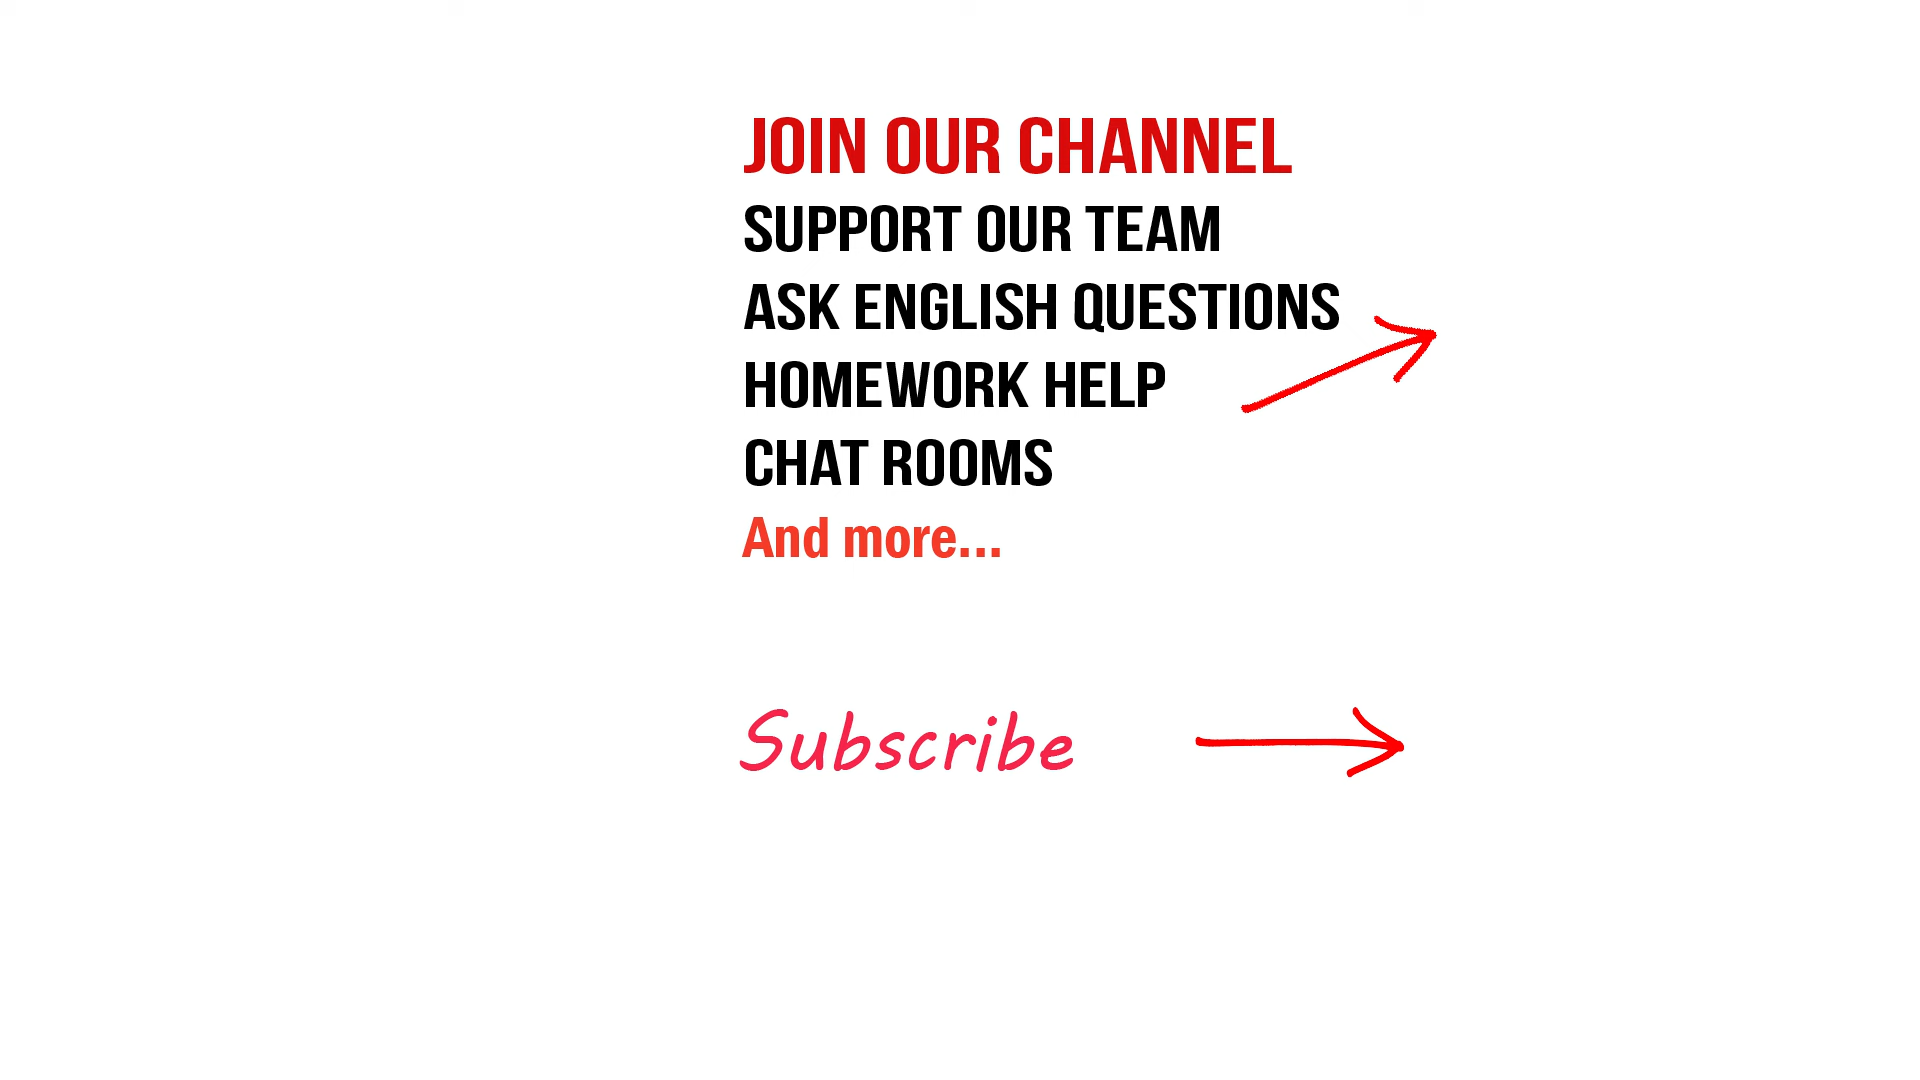 JOIN OUR CHANNEL
SUPPORT OUR TEAM
ASK ENGLISH QUESTIONS
HOMEWORK HELP
CHAT ROOMS
And more...
Subscribe